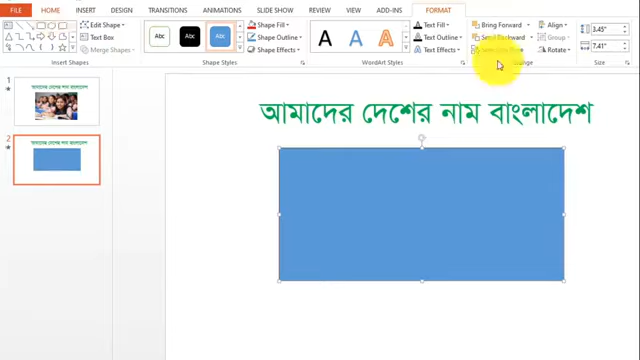 FILE HOME INSERT DESIGN TRANSITIONS ANIMATIONS SLIDE SHOW REVIEW VIEW ADD-INS FORMAT
Edit Shape
Text Box
Merge Shapes
Insert Shapes
Abc Abc Abc
Shape Fill
Shape Outline
Shape Effects
Shape Styles
A A A
Text Fill
Text Outline
Text Effects
WordArt Styles
Bring Forward
Send Backward
Align
Group
Rotate
3.45"
7.41"
Size
1
আমাদের দেশের নাম বাংলাদেশ
2
আমাদের দেশের নাম বাংলাদেশ
আমাদের দেশের নাম বাংলাদেশ